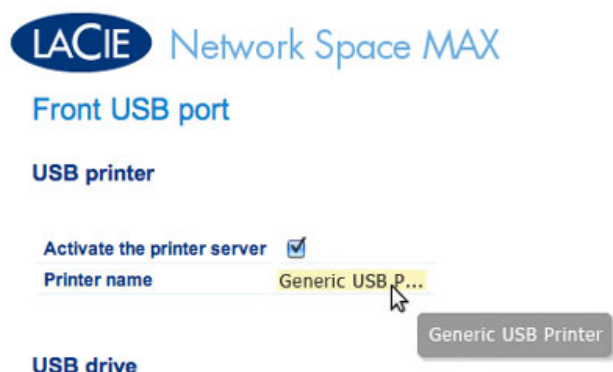 LACIE Network Space MAX
Front USB port
USB printer
Activate the printer server
Printer name Generic USB P...
Generic USB Printer
USB drive